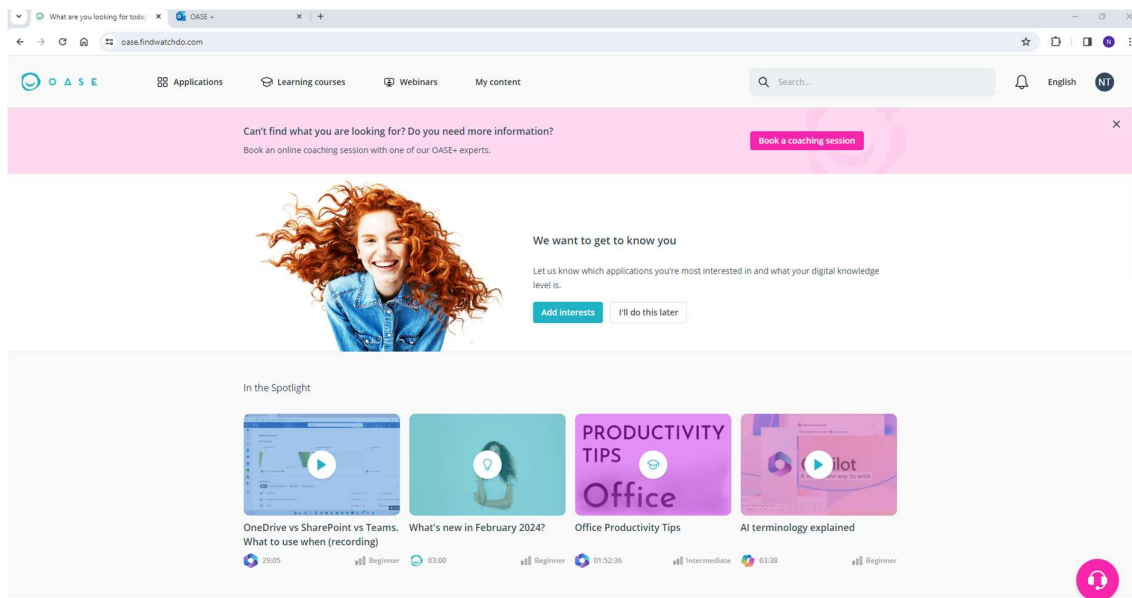 What are you looking for today
OASE +
oase.findwatchdo.com
N
OASE
Applications
Learning courses
Webinars
My content
Search...
English
NT
Can't find what you are looking for? Do you need more information?
Book an online coaching session with one of our OASE+ experts.
Book a coaching session
We want to get to know you
Let us know which applications you're most interested in and what your digital knowledge
level is.
Add interests
I'll do this later
In the Spotlight
PRODUCTIVITY
TIPS
Office
OneDrive vs SharePoint vs Teams.
What to use when (recording)
29:05
Beginner
What's new in February 2024?
03:00
Beginner
Office Productivity Tips
01:52:36
Intermediate
AI terminology explained
03:38
Beginner